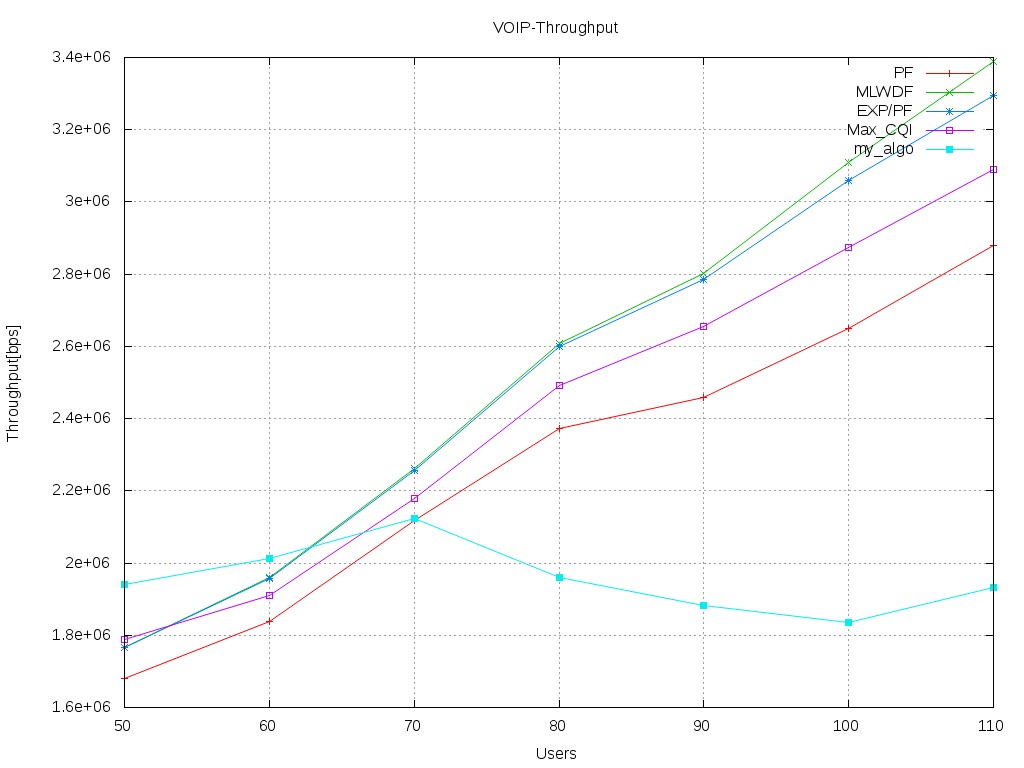 VOIP-Throughput
3.4e+06
3.2e+06
3e+06
2.8e+06
2.6e+06
2.4e+06
2.2e+06
2e+06
1.8e+06
1.6e+06
Throughput[bps]
PF
MLWDF
EXP/PF
Max_CQI
my_algo
50 60 70 80 90 100 110
Users